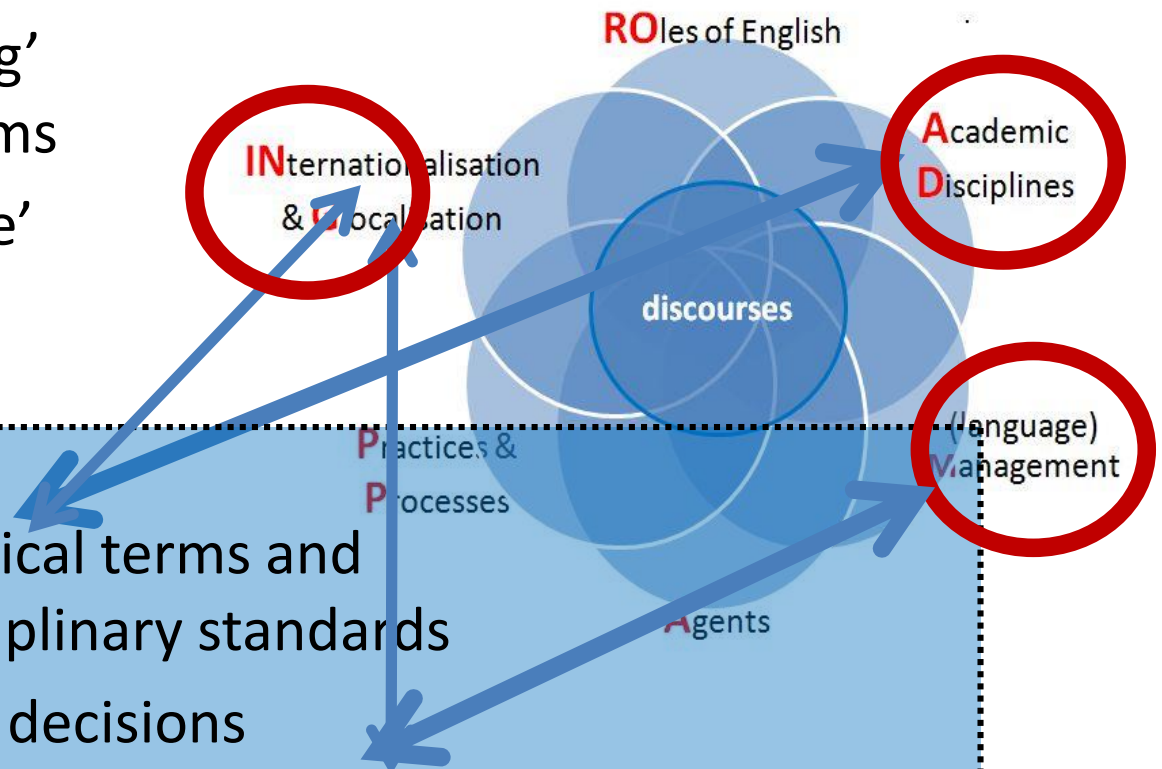 g’
ms
e’
ROles of English
INternationalisation
& Glocalisation
Academic
Disciplines
discourses
(language)
Management
Practices &
Processes
Agents
ical terms and
plinary standards
decisions